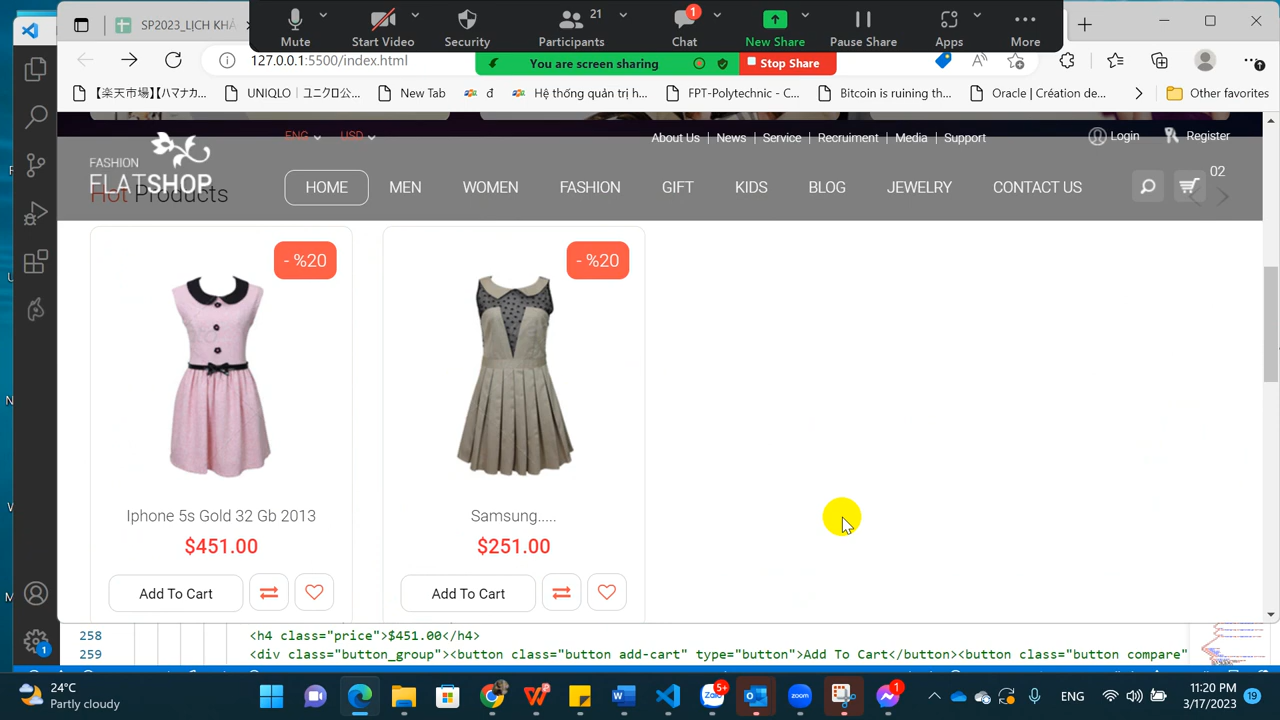 SP2023_LỊCH KHẢ
Mute
Start Video
Security
21
Participants
1
Chat
New Share
Pause Share
Apps
More
127.0.0.1:5500/index.html
You are screen sharing
Stop Share
【楽天市場】【ハマナカ...
UNIQLO｜ユニクロ公...
New Tab
đ
Hệ thống quản trị h...
FPT-Polytechnic - C...
Bitcoin is ruining th...
Oracle | Création de...
Other favorites
ENG
USD
About Us
News
Service
Recruiment
Media
Support
Login
Register
FASHION
FLATSHOP
Hot Products
HOME
MEN
WOMEN
FASHION
GIFT
KIDS
BLOG
JEWELRY
CONTACT US
02
- %20
- %20
Iphone 5s Gold 32 Gb 2013
Samsung.....
$451.00
$251.00
Add To Cart
Add To Cart
258 <h4 class="price">$451.00</h4>
259 <div class="button_group"><button class="button add-cart" type="button">Add To Cart</button><button class="button compare"
1
24°C
Partly cloudy
5+
zoom
1
ENG
11:20 PM
3/17/2023
19